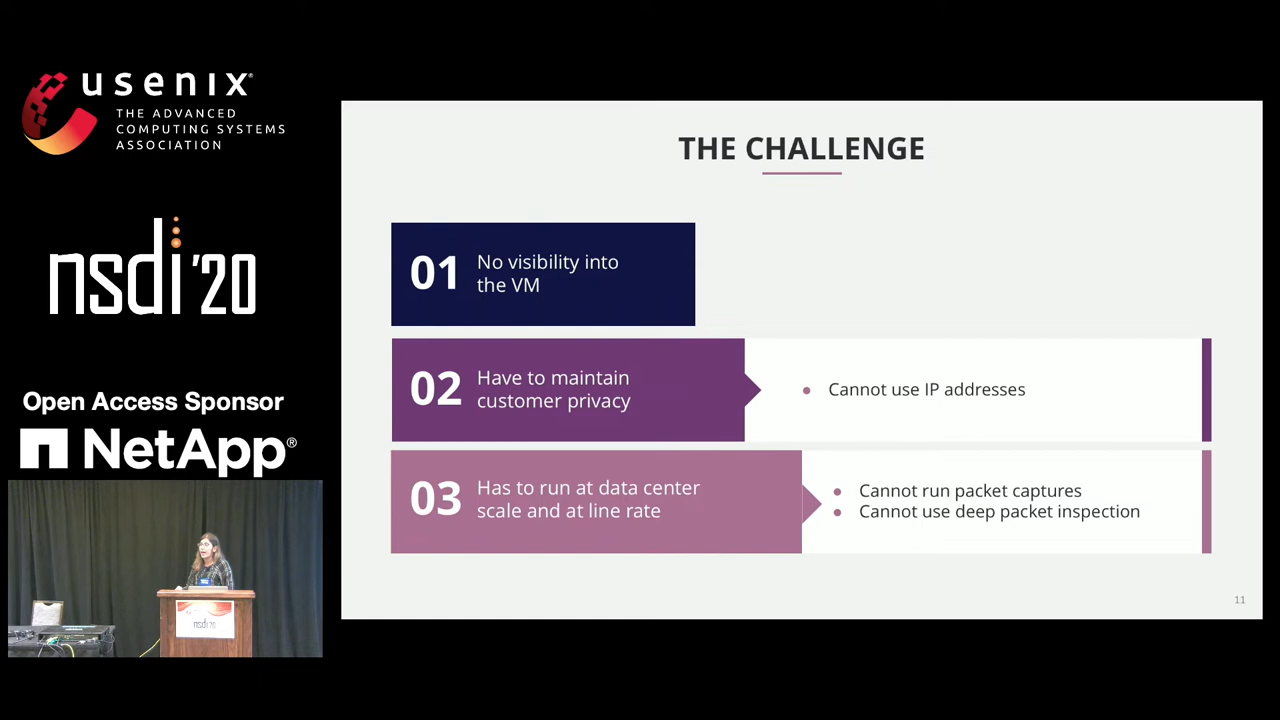 usenix®
THE ADVANCED
COMPUTING SYSTEMS
ASSOCIATION
nsdi '20
Open Access Sponsor
NetApp®
nsdi '20
THE CHALLENGE
01
No visibility into
the VM
02
Have to maintain
customer privacy
• Cannot use IP addresses
03
Has to run at data center
scale and at line rate
• Cannot run packet captures
• Cannot use deep packet inspection
11